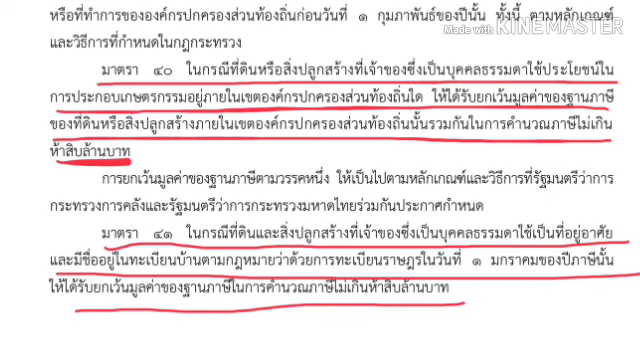 Made with KINEMASTER
หรือที่ทำการขององค์กรปกครองส่วนท้องถิ่นก่อนวันที่ ๑ กุมภาพันธ์ของปีนั้น ทั้งนี้ ตามหลักเกณฑ์
และวิธีการที่กำหนดในกฎกระทรวง
มาตรา ๔๐ ในกรณีที่ดินหรือสิ่งปลูกสร้างที่เจ้าของซึ่งเป็นบุคคลธรรมดาใช้ประโยชน์ใน
การประกอบเกษตรกรรมอยู่ภายในเขตองค์กรปกครองส่วนท้องถิ่นใด ให้ได้รับยกเว้นมูลค่าของฐานภาษี
ของที่ดินหรือสิ่งปลูกสร้างภายในเขตองค์กรปกครองส่วนท้องถิ่นนั้นรวมกันในการคำนวณภาษีไม่เกิน
ห้าสิบล้านบาท
การยกเว้นมูลค่าของฐานภาษีตามวรรคหนึ่ง ให้เป็นไปตามหลักเกณฑ์และวิธีการที่รัฐมนตรีว่าการ
กระทรวงการคลังและรัฐมนตรีว่าการกระทรวงมหาดไทยร่วมกันประกาศกำหนด
มาตรา ๔๑ ในกรณีที่ดินและสิ่งปลูกสร้างที่เจ้าของซึ่งเป็นบุคคลธรรมดาใช้เป็นที่อยู่อาศัย
และมีชื่ออยู่ในทะเบียนบ้านตามกฎหมายว่าด้วยการทะเบียนราษฎรในวันที่ ๑ มกราคมของปีภาษีนั้น
ให้ได้รับยกเว้นมูลค่าของฐานภาษีในการคำนวณภาษีไม่เกินห้าสิบล้านบาท